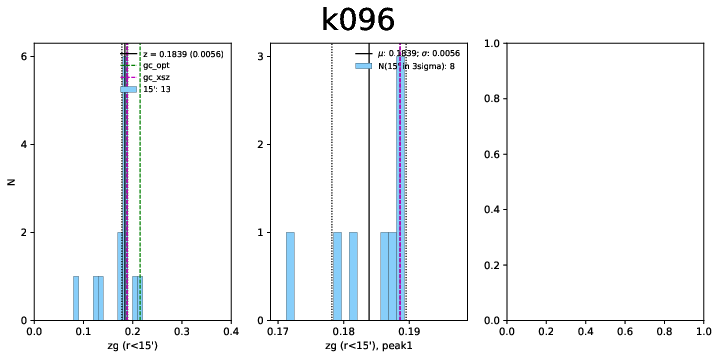 k096
z = 0.1839 (0.0056)
gc_opt
gc_xsz
15': 13
N
6
4
2
0
0.0 0.1 0.2 0.3 0.4
zg (r<15')
μ: 0.1839; σ: 0.0056
N(15' in 3sigma): 8
3
2
1
0
0.17 0.18 0.19
zg (r<15'), peak1
1.0
0.8
0.6
0.4
0.2
0.0
0.0 0.2 0.4 0.6 0.8 1.0